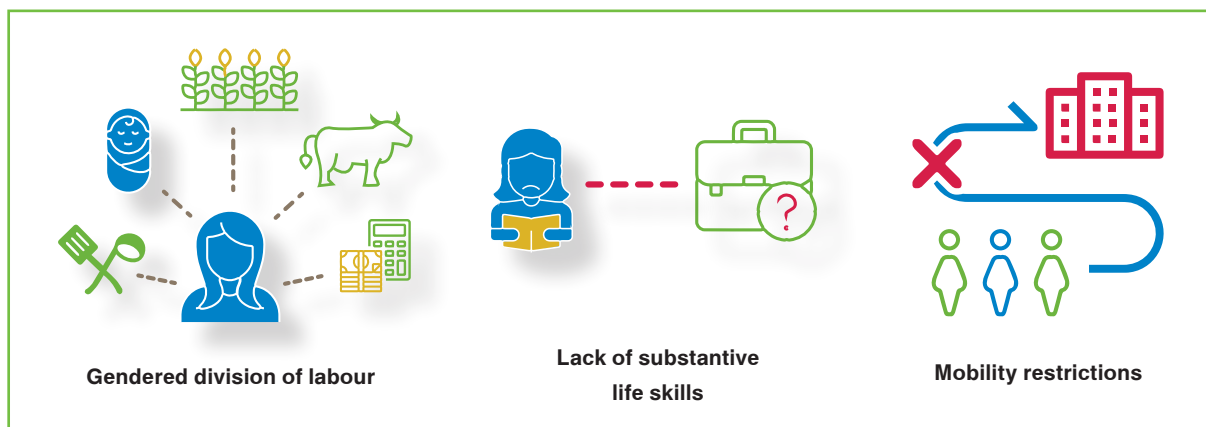 Gendered division of labour
Lack of substantive
life skills
Mobility restrictions
?